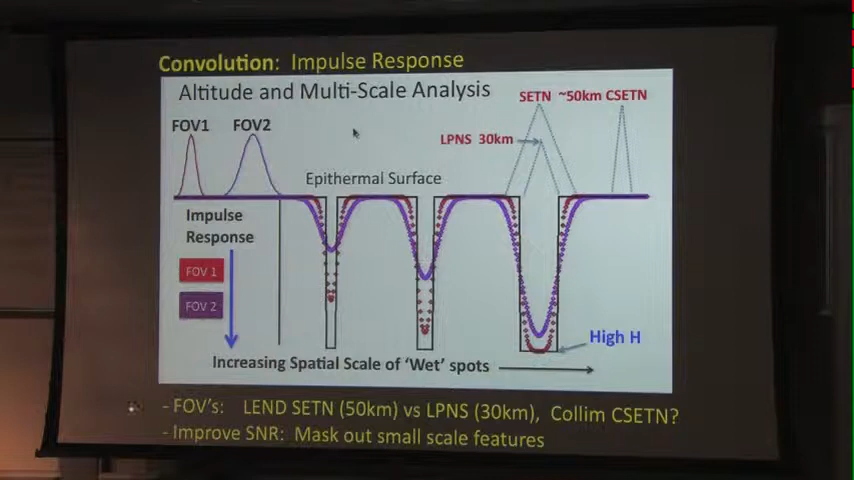 Convolution: Impulse Response
Altitude and Multi-Scale Analysis
SETN ~50km CSETN
FOV1 FOV2
LPNS 30km
Epithermal Surface
Impulse
Response
FOV 1
FOV 2
High H
Increasing Spatial Scale of 'Wet' spots
- FOV's: LEND SETN (50km) vs LPNS (30km), Collim CSETN?
- Improve SNR: Mask out small scale features